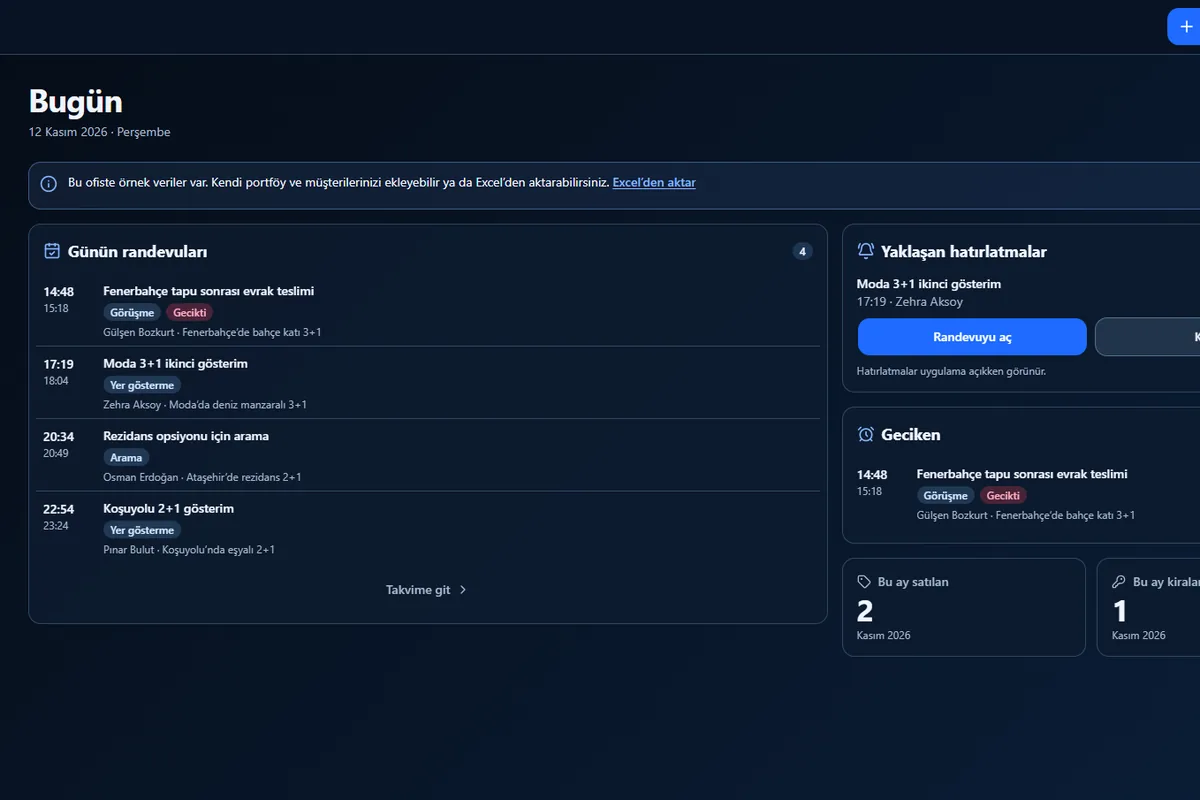 Bugün
12 Kasım 2026 · Perşembe
Bu ofiste örnek veriler var. Kendi portföy ve müşterilerinizi ekleyebilir ya da Excel’den aktarabilirsiniz. Excel’den aktar
Günün randevuları
4
14:48
15:18
Fenerbahçe tapu sonrası evrak teslimi
Görüşme Gecikti
Gülşen Bozkurt · Fenerbahçe’de bahçe katı 3+1
17:19
18:04
Moda 3+1 ikinci gösterim
Yer gösterme
Zehra Aksoy · Moda’da deniz manzaralı 3+1
20:34
20:49
Rezidans opsiyonu için arama
Arama
Osman Erdoğan · Ataşehir’de rezidans 2+1
22:54
23:24
Koşuyolu 2+1 gösterim
Yer gösterme
Pınar Bulut · Koşuyolu’nda eşyalı 2+1
Takvime git
Yaklaşan hatırlatmalar
Moda 3+1 ikinci gösterim
17:19 · Zehra Aksoy
Randevuyu aç
Hatırlatmalar uygulama açıkken görünür.
Geciken
14:48
15:18
Fenerbahçe tapu sonrası evrak teslimi
Görüşme Gecikti
Gülşen Bozkurt · Fenerbahçe’de bahçe katı 3+1
Bu ay satılan
2
Kasım 2026
Bu ay
1
Kasım 2026